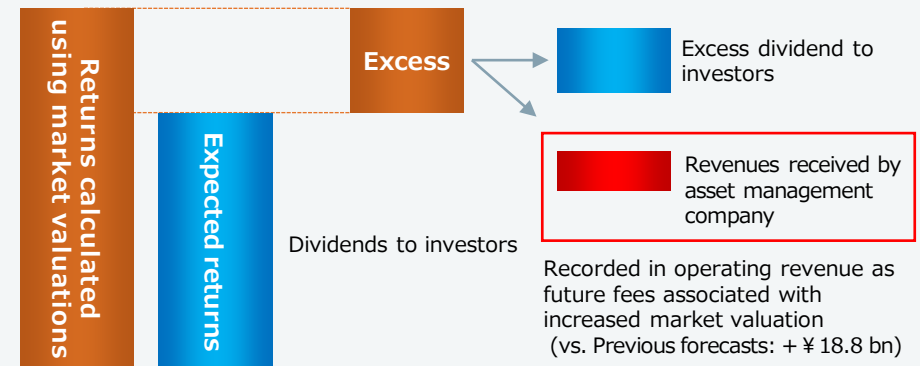 Returns calculated
using market valuations
Expected returns
Dividends to investors
Excess
Excess dividend to
investors
Revenues received by
asset management
company
Recorded in operating revenue as
future fees associated with
increased market valuation
(vs. Previous forecasts: + ¥ 18.8 bn)